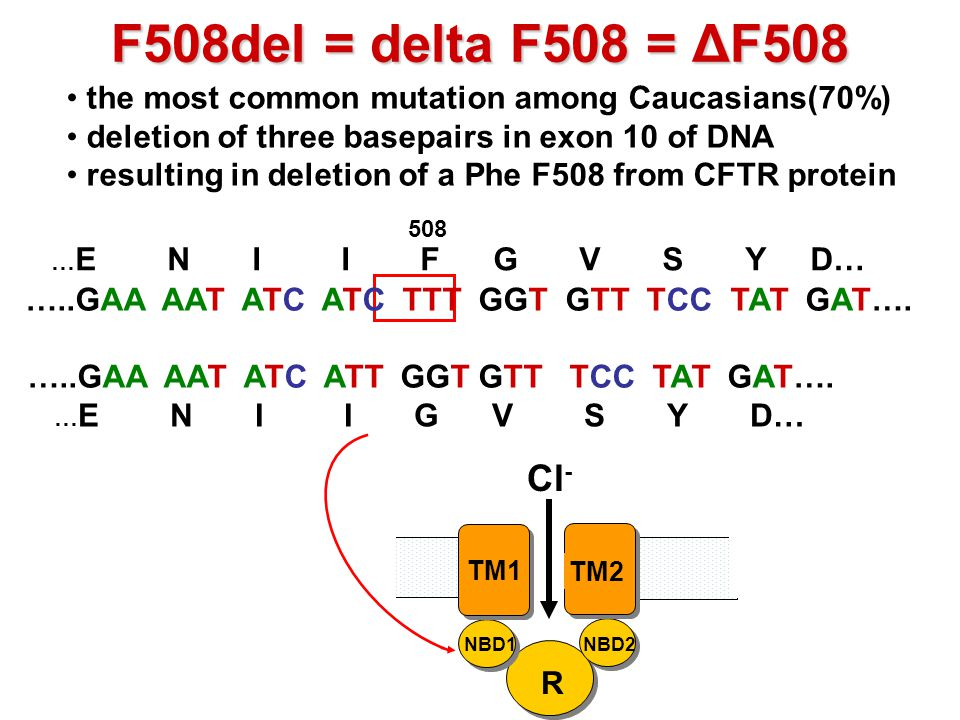 F508del = delta F508 = ΔF508
• the most common mutation among Caucasians(70%)
• deletion of three basepairs in exon 10 of DNA
• resulting in deletion of a Phe F508 from CFTR protein
508
…E N I I F G V S Y D…
…..GAA AAT ATC ATC TTT GGT GTT TCC TAT GAT….
…..GAA AAT ATC ATT GGT GTT TCC TAT GAT….
…E N I I G V S Y D…
Cl-
TM1 TM2
NBD1 NBD2
R